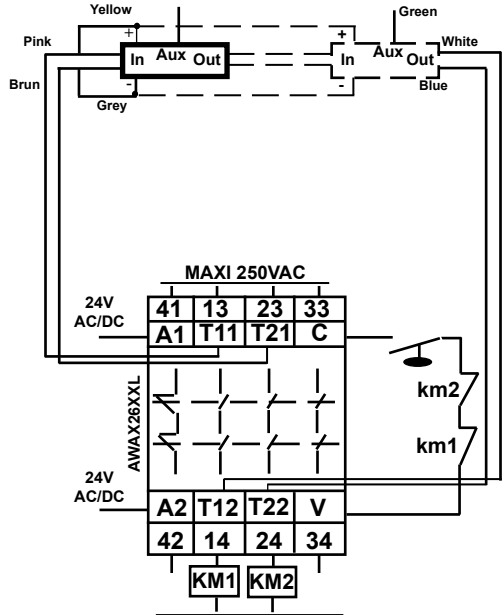 Yellow
Green
Pink
+
+
White
In Aux Out
In Aux Out
Brun
-
-
Blue
Grey
MAXI 250VAC
41 13 23 33
24V
AC/DC
A1 T11 T21 C
km2
AWAX26XXL
km1
24V
AC/DC
A2 T12 T22 V
42 14 24 34
KM1 KM2